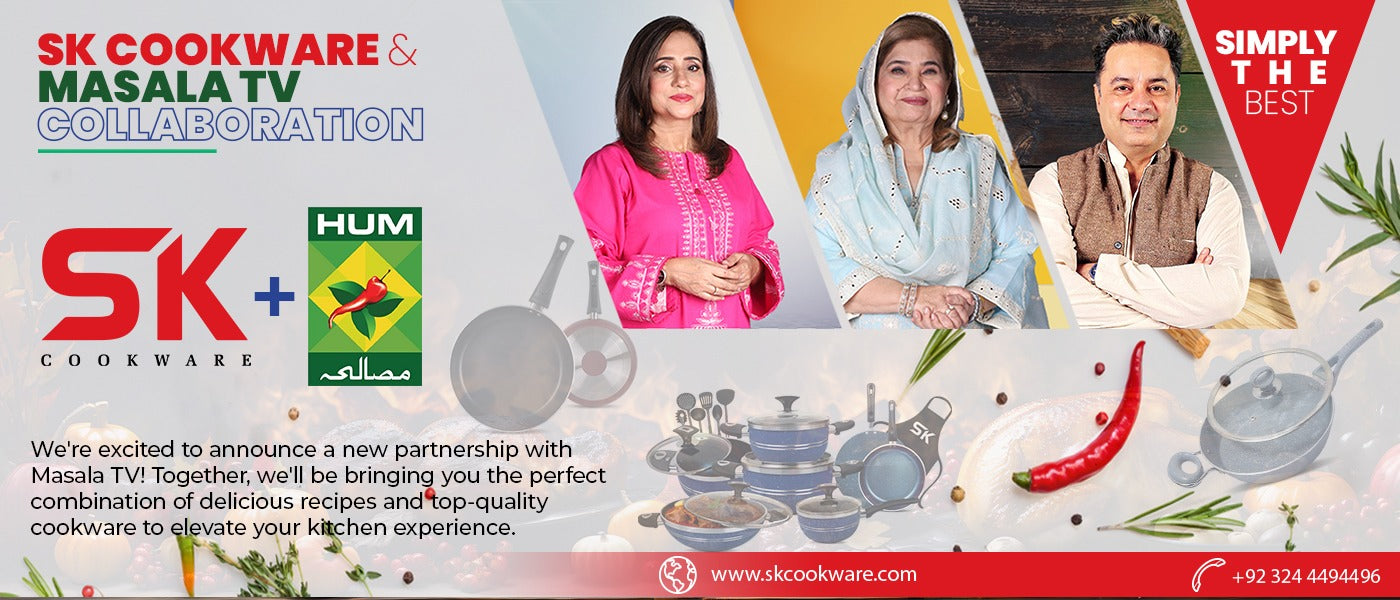 SK COOKWARE &
MASALA TV
COLLABORATION
SIMPLY
THE
BEST
SK
COOKWARE
+
HUM
مصالحہ
SK
We're excited to announce a new partnership with
Masala TV! Together, we'll be bringing you the perfect
combination of delicious recipes and top-quality
cookware to elevate your kitchen experience.
www.skcookware.com
+92 324 4494496